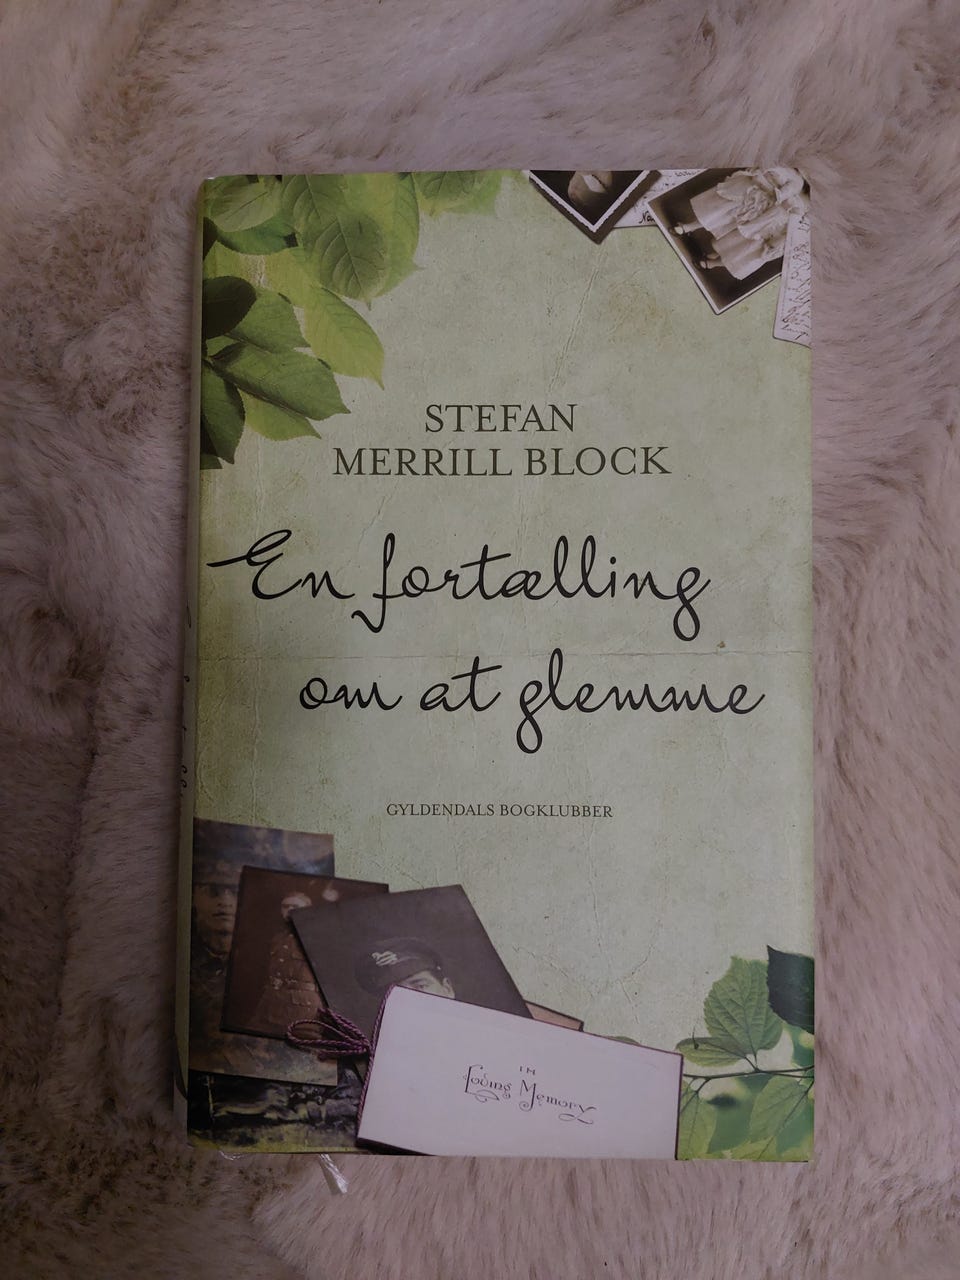 STEFAN
MERRILL BLOCK
En fortælling
om at glemme
GYLDENDALS BOGKLUBBER
IN
Loving Memory